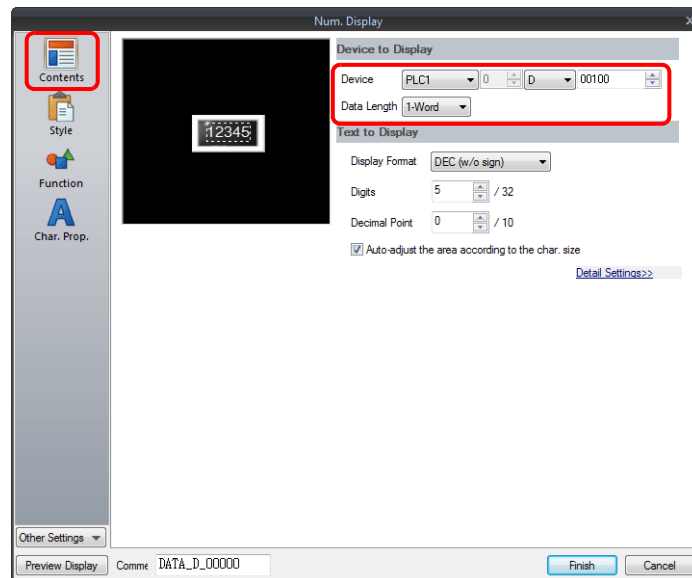 Num. Display
Contents
Style
Function
Char. Prop.
12345
Device to Display
Device PLC1 0 D 00100
Data Length 1-Word
Text to Display
Display Format DEC (w/o sign)
Digits 5 / 32
Decimal Point 0 / 10
Auto-adjust the area according to the char. size
Detail Settings>>
Other Settings
Preview Display Comme DATA_D_00000 Finish Cancel